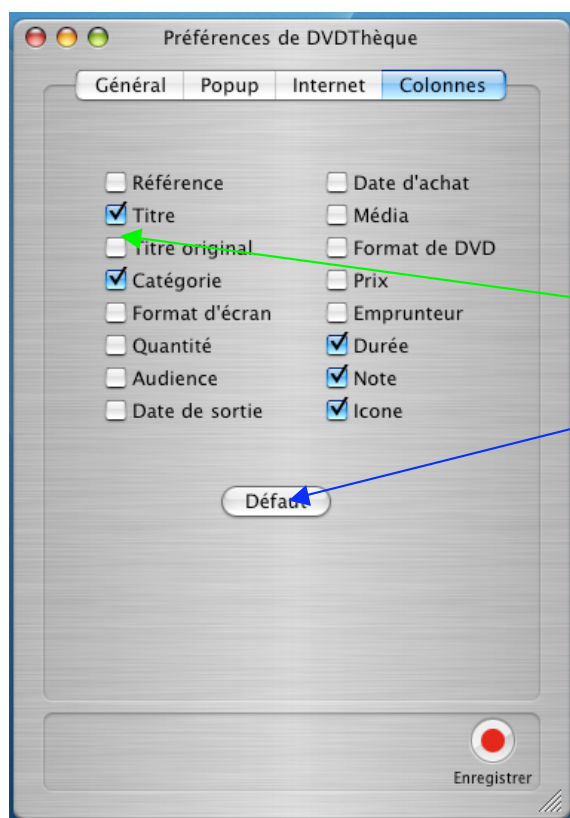 Préférences de DVDThèque
Général Popup Internet Colonnes
Référence
Titre
Titre original
Catégorie
Format d'écran
Quantité
Audience
Date de sortie
Date d'achat
Média
Format de DVD
Prix
Emprunteur
Durée
Note
Icone
Défaut
Enregistrer